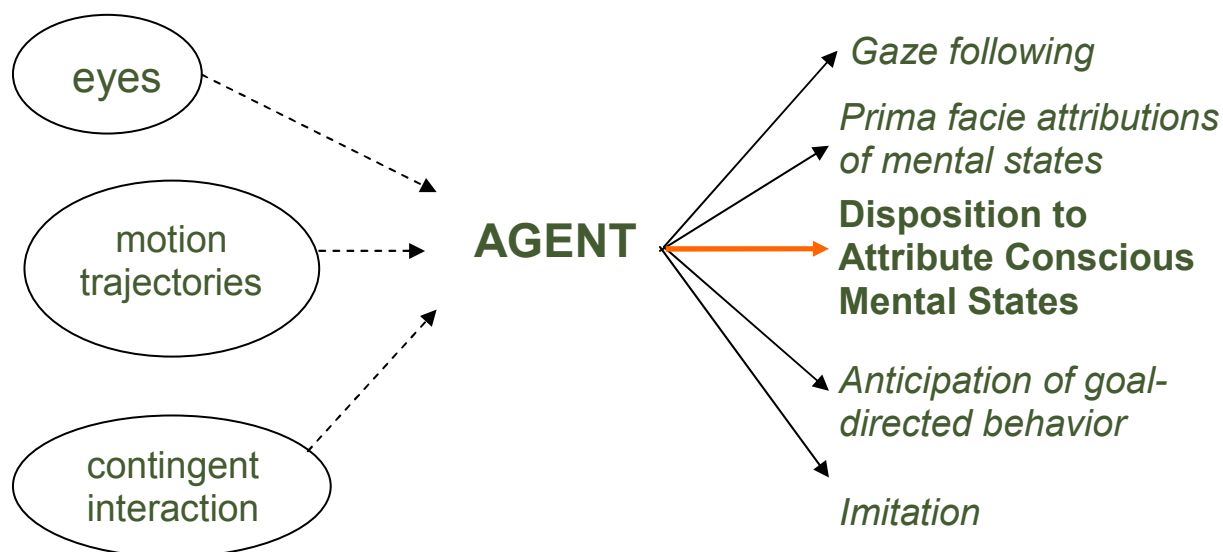 eyes
motion
trajectories
contingent
interaction
AGENT
Gaze following
Prima facie attributions
of mental states
Disposition to
Attribute Conscious
Mental States
Anticipation of goal-
directed behavior
Imitation